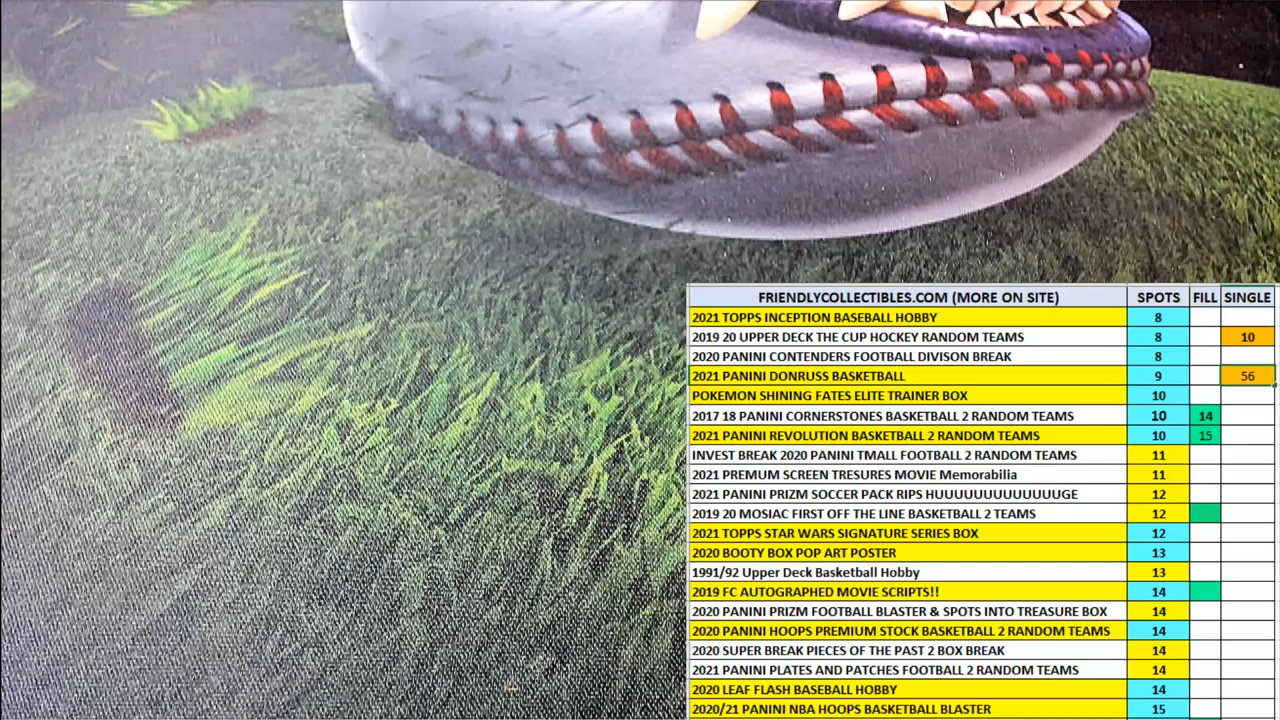 FRIENDLYCOLLECTIBLES.COM (MORE ON SITE) SPOTS FILL SINGLE
2021 TOPPS INCEPTION BASEBALL HOBBY 8
2019 20 UPPER DECK THE CUP HOCKEY RANDOM TEAMS 8 10
2020 PANINI CONTENDERS FOOTBALL DIVISON BREAK 8
2021 PANINI DONRUSS BASKETBALL 9 56
POKEMON SHINING FATES ELITE TRAINER BOX 10
2017 18 PANINI CORNERSTONES BASKETBALL 2 RANDOM TEAMS 10 14
2021 PANINI REVOLUTION BASKETBALL 2 RANDOM TEAMS 10 15
INVEST BREAK 2020 PANINI TMALL FOOTBALL 2 RANDOM TEAMS 11
2021 PREMUM SCREEN TRESURES MOVIE Memorabilia 11
2021 PANINI PRIZM SOCCER PACK RIPS HUUUUUUUUUUUUUGE 12
2019 20 MOSIAC FIRST OFF THE LINE BASKETBALL 2 TEAMS 12
2021 TOPPS STAR WARS SIGNATURE SERIES BOX 12
2020 BOOTY BOX POP ART POSTER 13
1991/92 Upper Deck Basketball Hobby 13
2019 FC AUTOGRAPHED MOVIE SCRIPTS!! 14
2020 PANINI PRIZM FOOTBALL BLASTER & SPOTS INTO TREASURE BOX 14
2020 PANINI HOOPS PREMIUM STOCK BASKETBALL 2 RANDOM TEAMS 14
2020 SUPER BREAK PIECES OF THE PAST 2 BOX BREAK 14
2021 PANINI PLATES AND PATCHES FOOTBALL 2 RANDOM TEAMS 14
2020 LEAF FLASH BASEBALL HOBBY 14
2020/21 PANINI NBA HOOPS BASKETBALL BLASTER 15